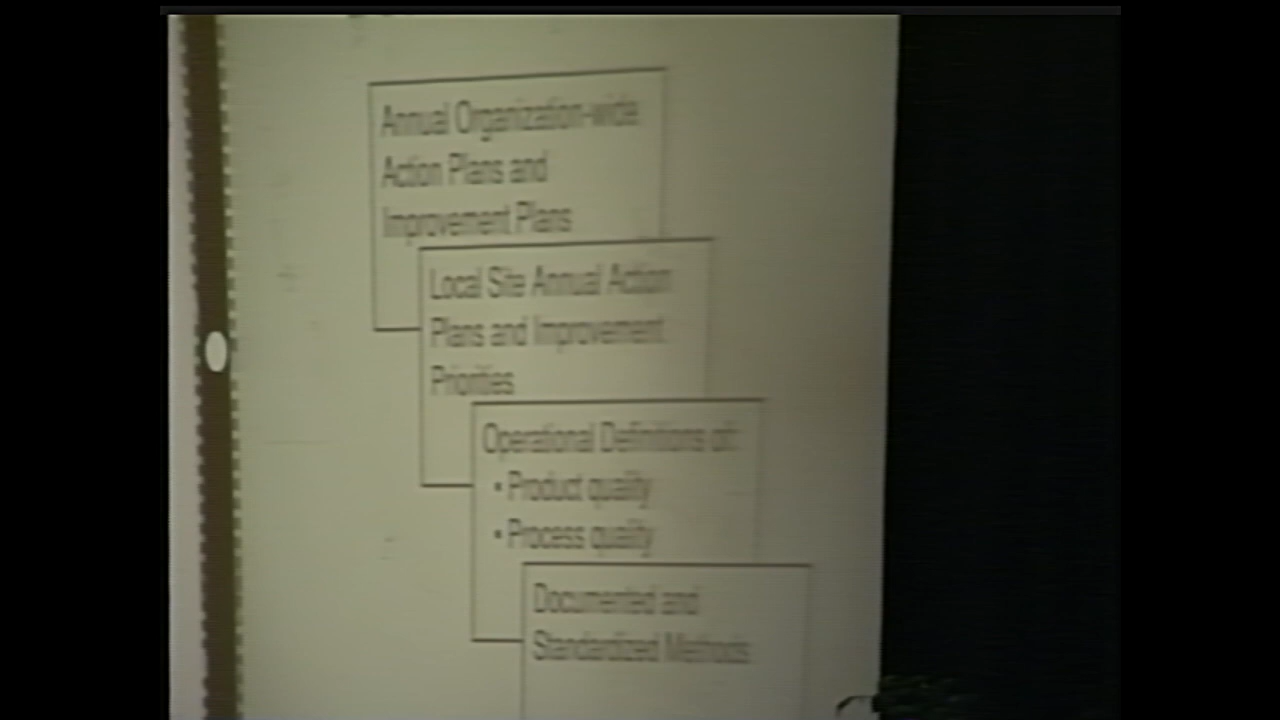 Annual Organization-wide
Action Plans and
Improvement Plans
Local Site Annual Action
Plans and Improvement
Priorities
Operational Definitions of:
• Product quality
• Process quality
Documented and
Standardized Methods